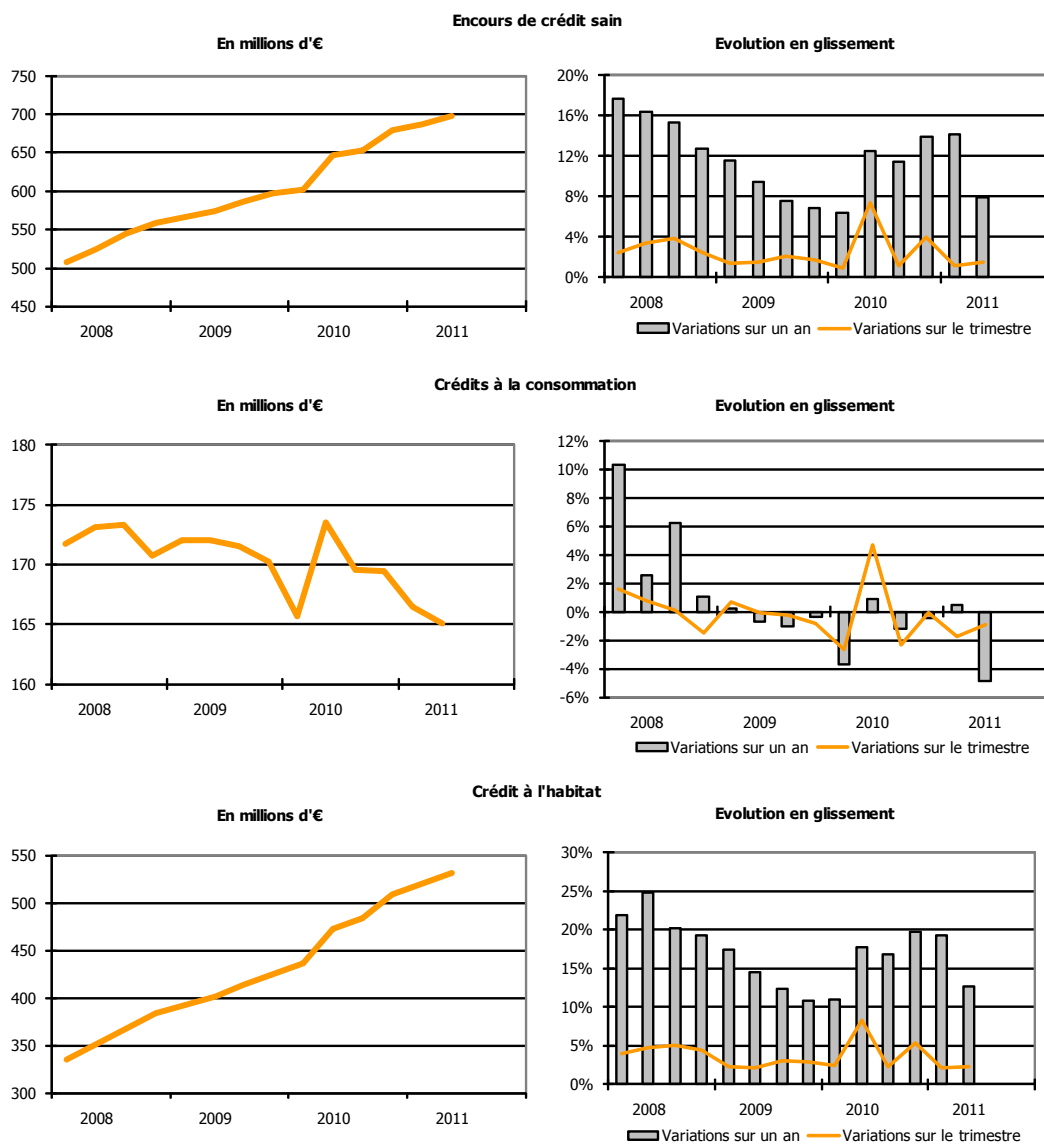 Encours de crédit sain
En millions d'€
750
700
650
600
550
500
450
2008 2009 2010 2011
Evolution en glissement
20%
16%
12%
8%
4%
0%
2008 2009 2010 2011
Variations sur un an Variations sur le trimestre
Crédits à la consommation
En millions d'€
180
175
170
165
160
2008 2009 2010 2011
Evolution en glissement
12%
10%
8%
6%
4%
2%
0%
-2%
-4%
-6%
2008 2009 2010 2011
Variations sur un an Variations sur le trimestre
Crédit à l'habitat
En millions d'€
550
500
450
400
350
300
2008 2009 2010 2011
Evolution en glissement
30%
25%
20%
15%
10%
5%
0%
2008 2009 2010 2011
Variations sur un an Variations sur le trimestre